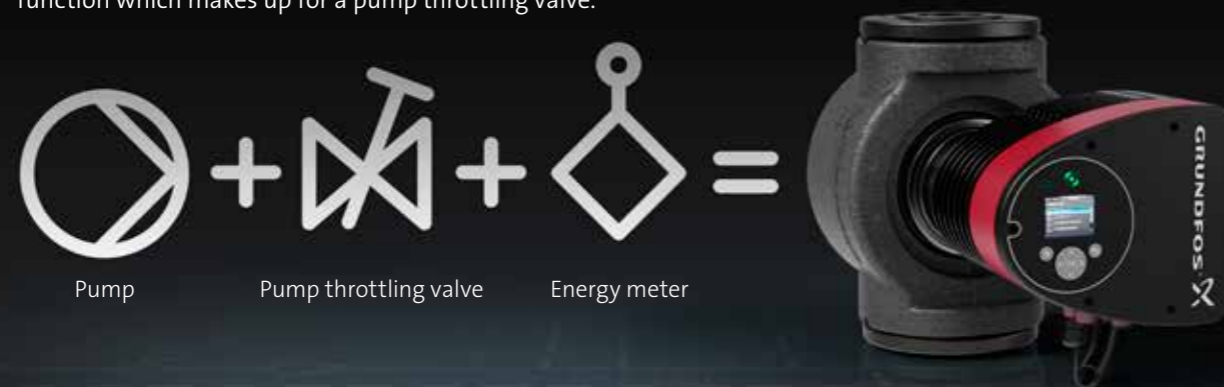 function which makes up for a pump throttling valve.
Pump
Pump throttling valve
Energy meter
GRUNDFOS